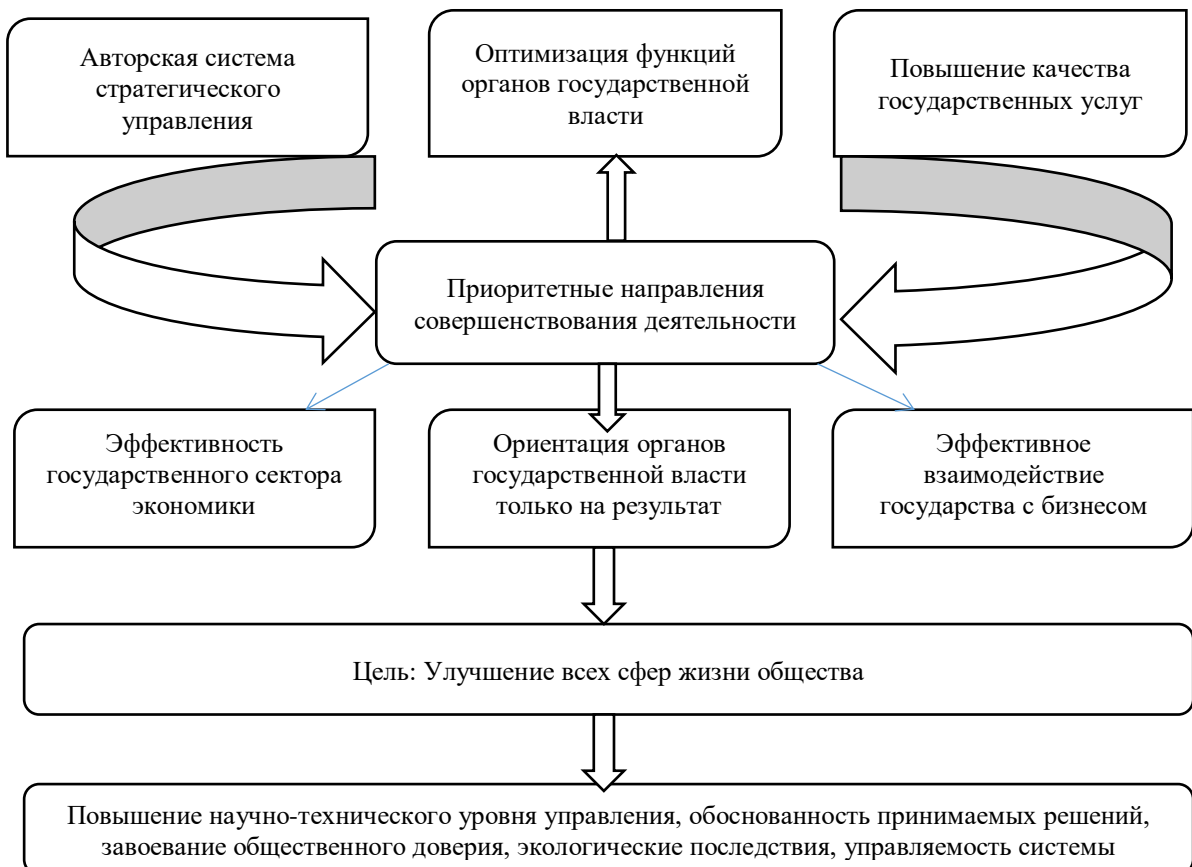 Авторская система
стратегического
управления
Оптимизация функций
органов государственной
власти
Повышение качества
государственных услуг
Приоритетные направления
совершенствования деятельности
Эффективность
государственного сектора
экономики
Ориентация органов
государственной власти
только на результат
Эффективное
взаимодействие
государства с бизнесом
Цель: Улучшение всех сфер жизни общества
Повышение научно-технического уровня управления, обоснованность принимаемых решений,
завоевание общественного доверия, экологические последствия, управляемость системы